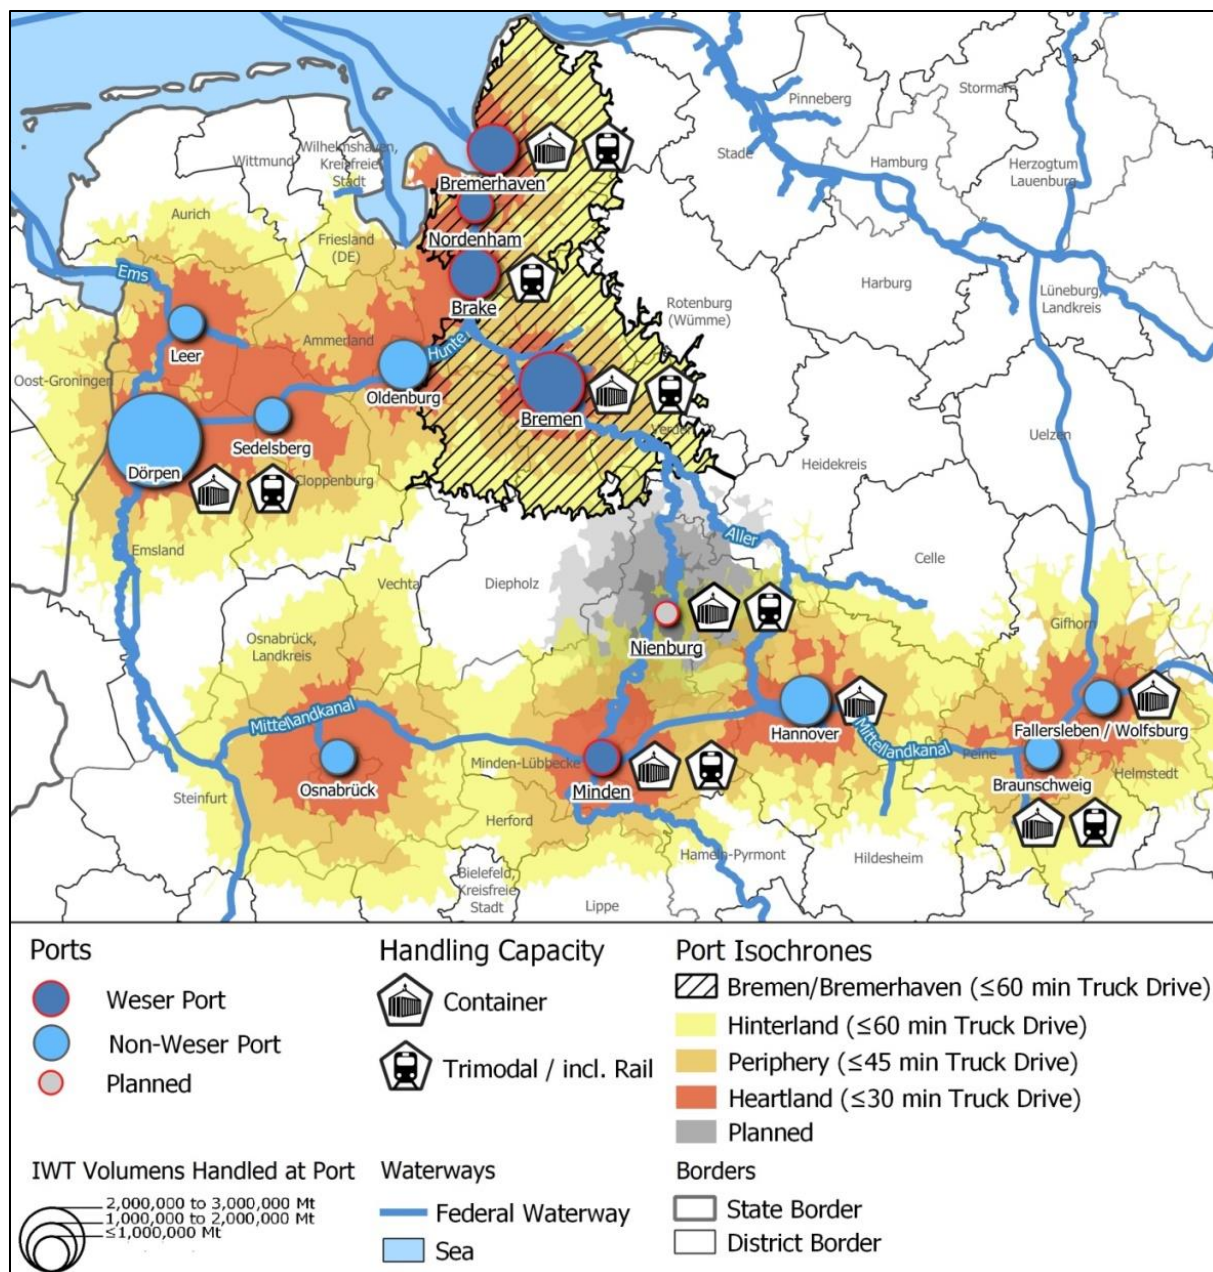 Pinneberg
Stormarn
Stade
Hamburg
Herzogtum
Lauenburg
Wilhelmshaven,
Kreisfreie
Stadt
Wittmund
Bremerhaven
Aurich
Nordenham
Friesland
(DE)
Ems
Harburg
Lüneburg,
Landkreis
Rotenburg
(Wümme)
Brake
Ammerland
Leer
Hunte
Oost-Groningen
Oldenburg
Bremen
Sedelsberg
Verden
Uelzen
Dörpen
Cloppenburg
Heidekreis
Emsland
Aller
Celle
Vechta
Diepholz
Gifhorn
Osnabrück,
Landkreis
Nienburg
Mittellandkanal
Hannover
Fallersleben / Wolfsburg
Mittellandkanal
Peine
Minden-Lübbecke
Helmstedt
Osnabrück
Minden
Braunschweig
Steinfurt
Herford
Hameln-Pyrmont
Hildesheim
Bielefeld,
Kreisfreie
Stadt
Lippe
Ports
Weser Port
Non-Weser Port
Planned
Handling Capacity
Container
Trimodal / incl. Rail
Port Isochrones
Bremen/Bremerhaven (≤60 min Truck Drive)
Hinterland (≤60 min Truck Drive)
Periphery (≤45 min Truck Drive)
Heartland (≤30 min Truck Drive)
Planned
IWT Volumens Handled at Port
2,000,000 to 3,000,000 Mt
1,000,000 to 2,000,000 Mt
≤1,000,000 Mt
Waterways
Federal Waterway
Sea
Borders
State Border
District Border